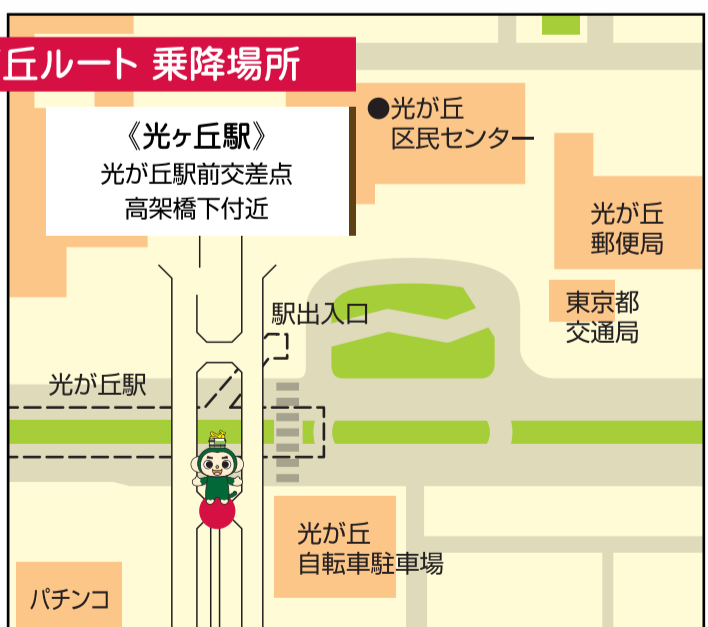 丘ルート 乗降場所
《光ヶ丘駅》
光が丘駅前交差点
高架橋下付近
●光が丘
区民センター
光が丘
郵便局
東京都
交通局
駅出入口
光が丘駅
光が丘
自転車駐車場
パチンコ